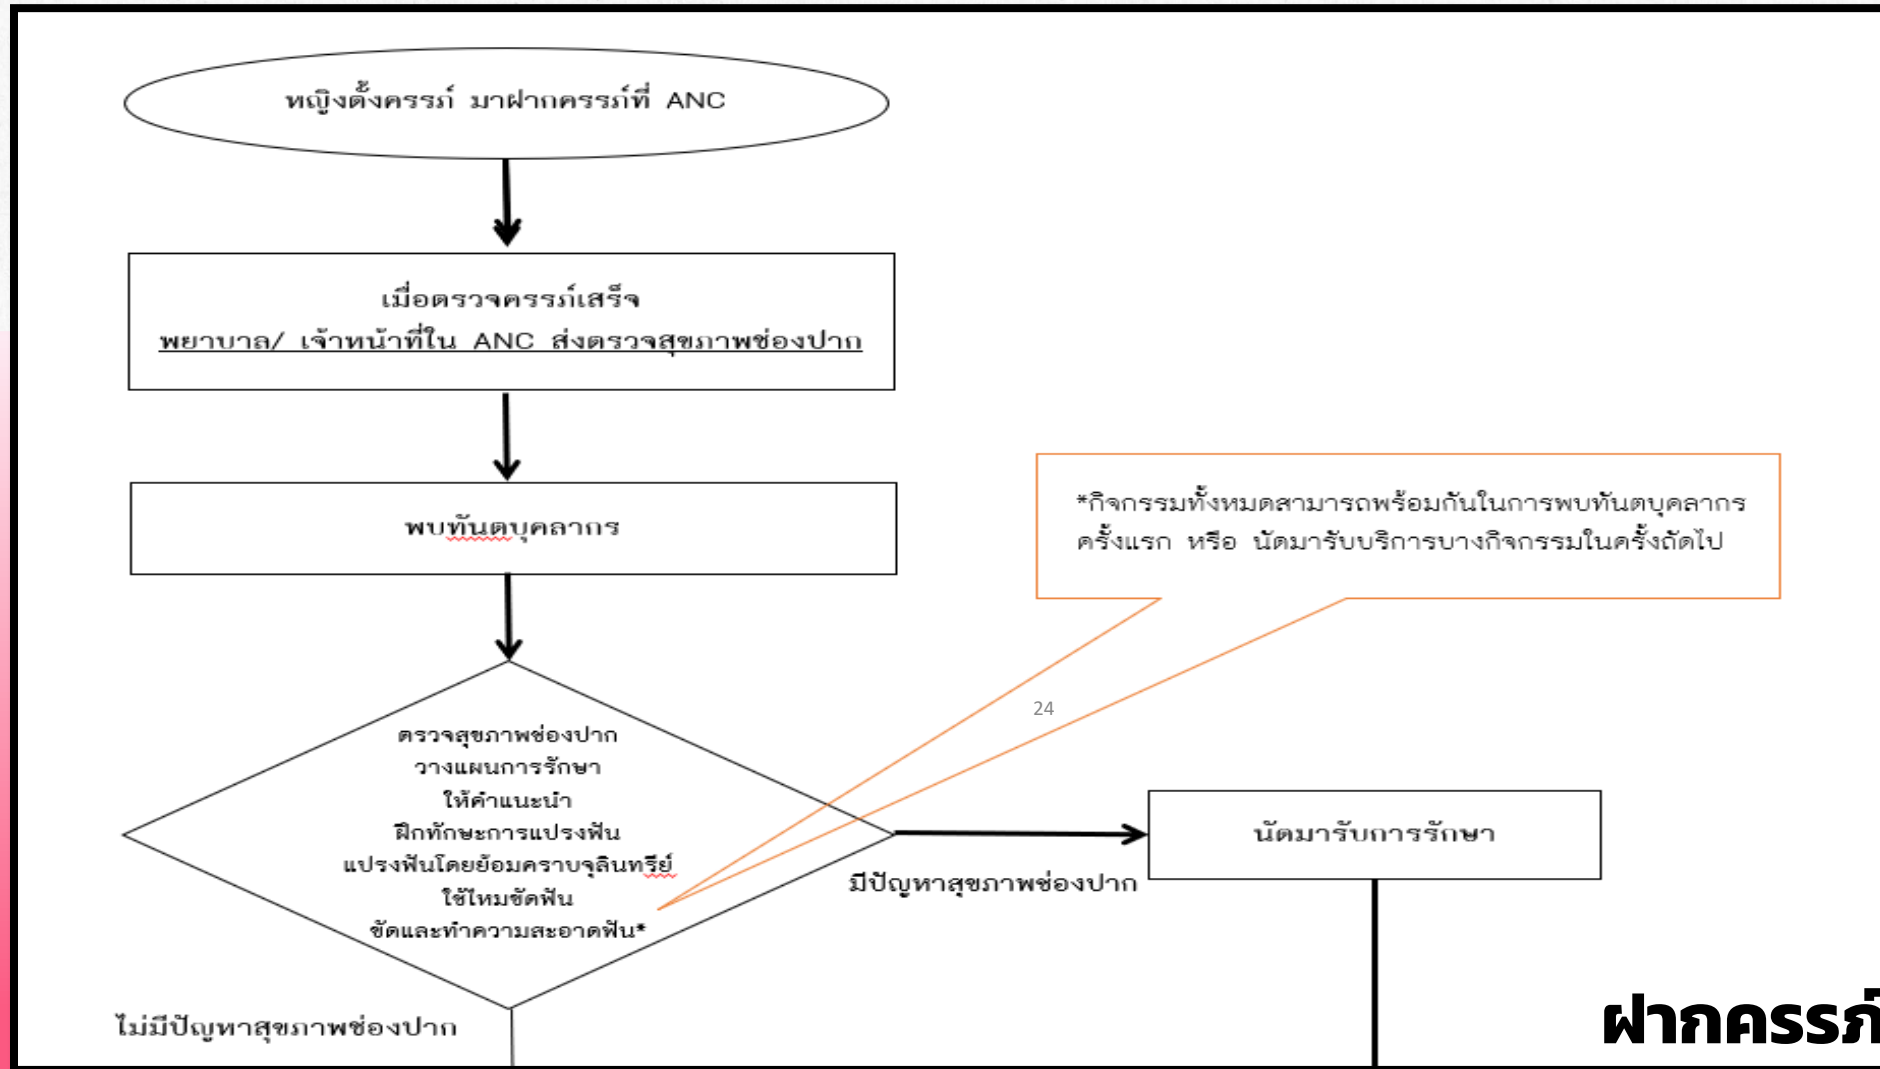 หญิงตั้งครรภ์ มาฝากครรภ์ที่ ANC
เมื่อตรวจครรภ์เสร็จ
พยาบาล/ เจ้าหน้าที่ใน ANC ส่งตรวจสุขภาพช่องปาก
พบทันตบุคลากร
*กิจกรรมทั้งหมดสามารถพร้อมกันในการพบทันตบุคลากร
ครั้งแรก หรือ นัดมารับบริการบางกิจกรรมในครั้งถัดไป
24
ตรวจสุขภาพช่องปาก
วางแผนการรักษา
ให้คำแนะนำ
ฝึกทักษะการแปรงฟัน
แปรงฟันโดยย้อมคราบจุลินทรีย์
ใช้ไหมขัดฟัน
ขัดและทำความสะอาดฟัน*
นัดมารับการรักษา
มีปัญหาสุขภาพช่องปาก
ไม่มีปัญหาสุขภาพช่องปาก
ฝากครรภ์